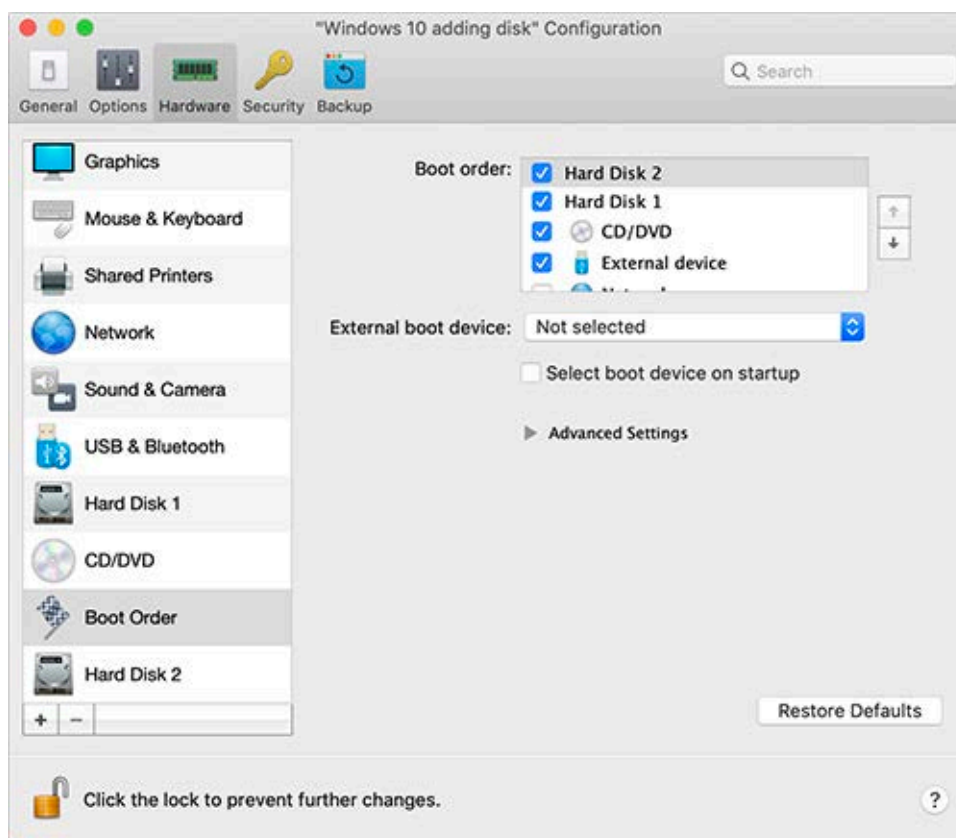 "Windows 10 adding disk" Configuration
General Options Hardware Security Backup
Search
Graphics
Mouse & Keyboard
Shared Printers
Network
Sound & Camera
USB & Bluetooth
Hard Disk 1
CD/DVD
Boot Order
Hard Disk 2
+ −
Boot order:
Hard Disk 2
Hard Disk 1
CD/DVD
External device
External boot device: Not selected
Select boot device on startup
Advanced Settings
Restore Defaults
Click the lock to prevent further changes.
?